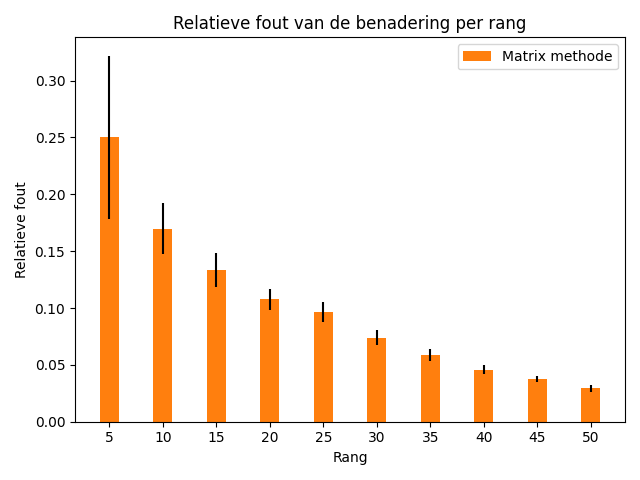 Relatieve fout van de benadering per rang
Matrix methode
Relatieve fout
0.30
0.25
0.20
0.15
0.10
0.05
0.00
5 10 15 20 25 30 35 40 45 50
Rang